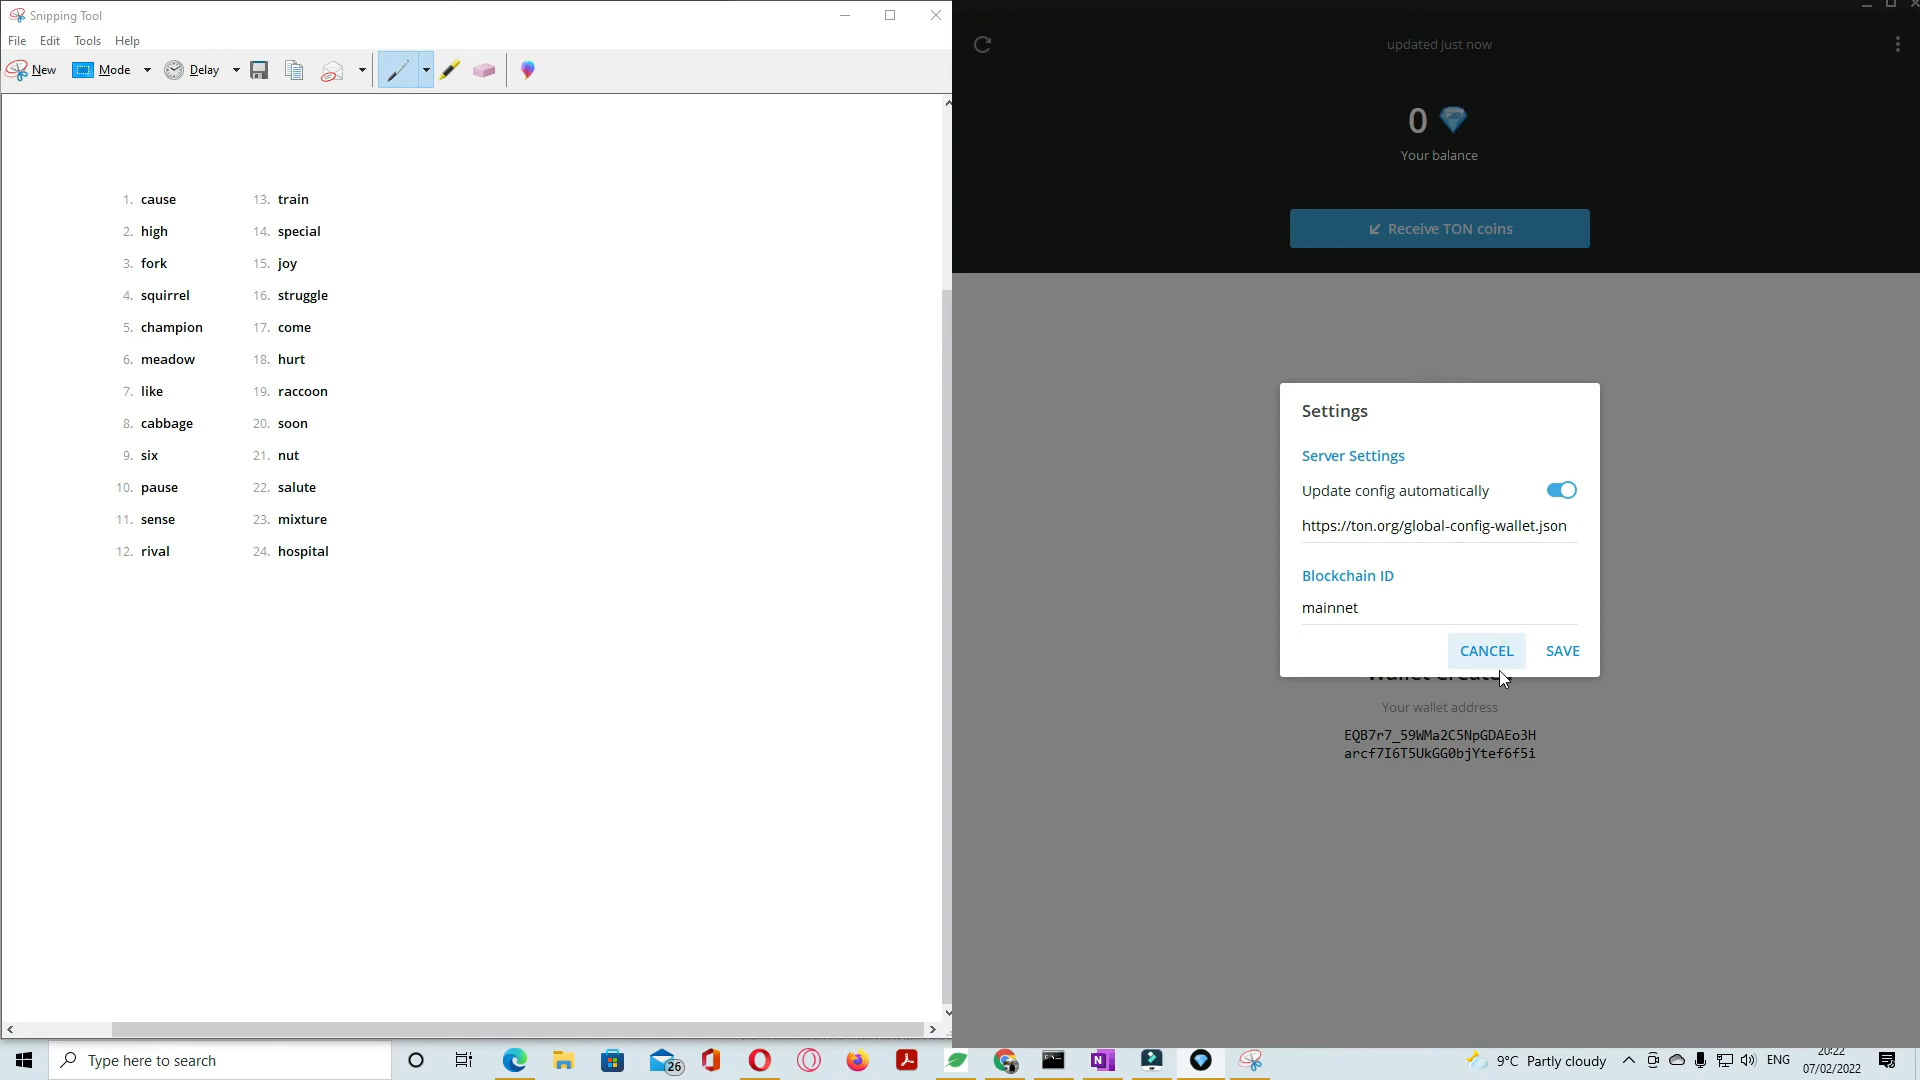 Snipping Tool
File Edit Tools Help
New Mode Delay
1. cause
2. high
3. fork
4. squirrel
5. champion
6. meadow
7. like
8. cabbage
9. six
10. pause
11. sense
12. rival
13. train
14. special
15. joy
16. struggle
17. come
18. hurt
19. raccoon
20. soon
21. nut
22. salute
23. mixture
24. hospital
updated just now
0
Your balance
Receive TON coins
Settings
Server Settings
Update config automatically
https://ton.org/global-config-wallet.json
Blockchain ID
mainnet
CANCEL SAVE
Your wallet address
EQB7r7_59WMa2C5NpGDAEo3H
arcf7I6T5UkGG0bjYtef6f5i
Type here to search
26
9°C Partly cloudy
ENG
20:22
07/02/2022